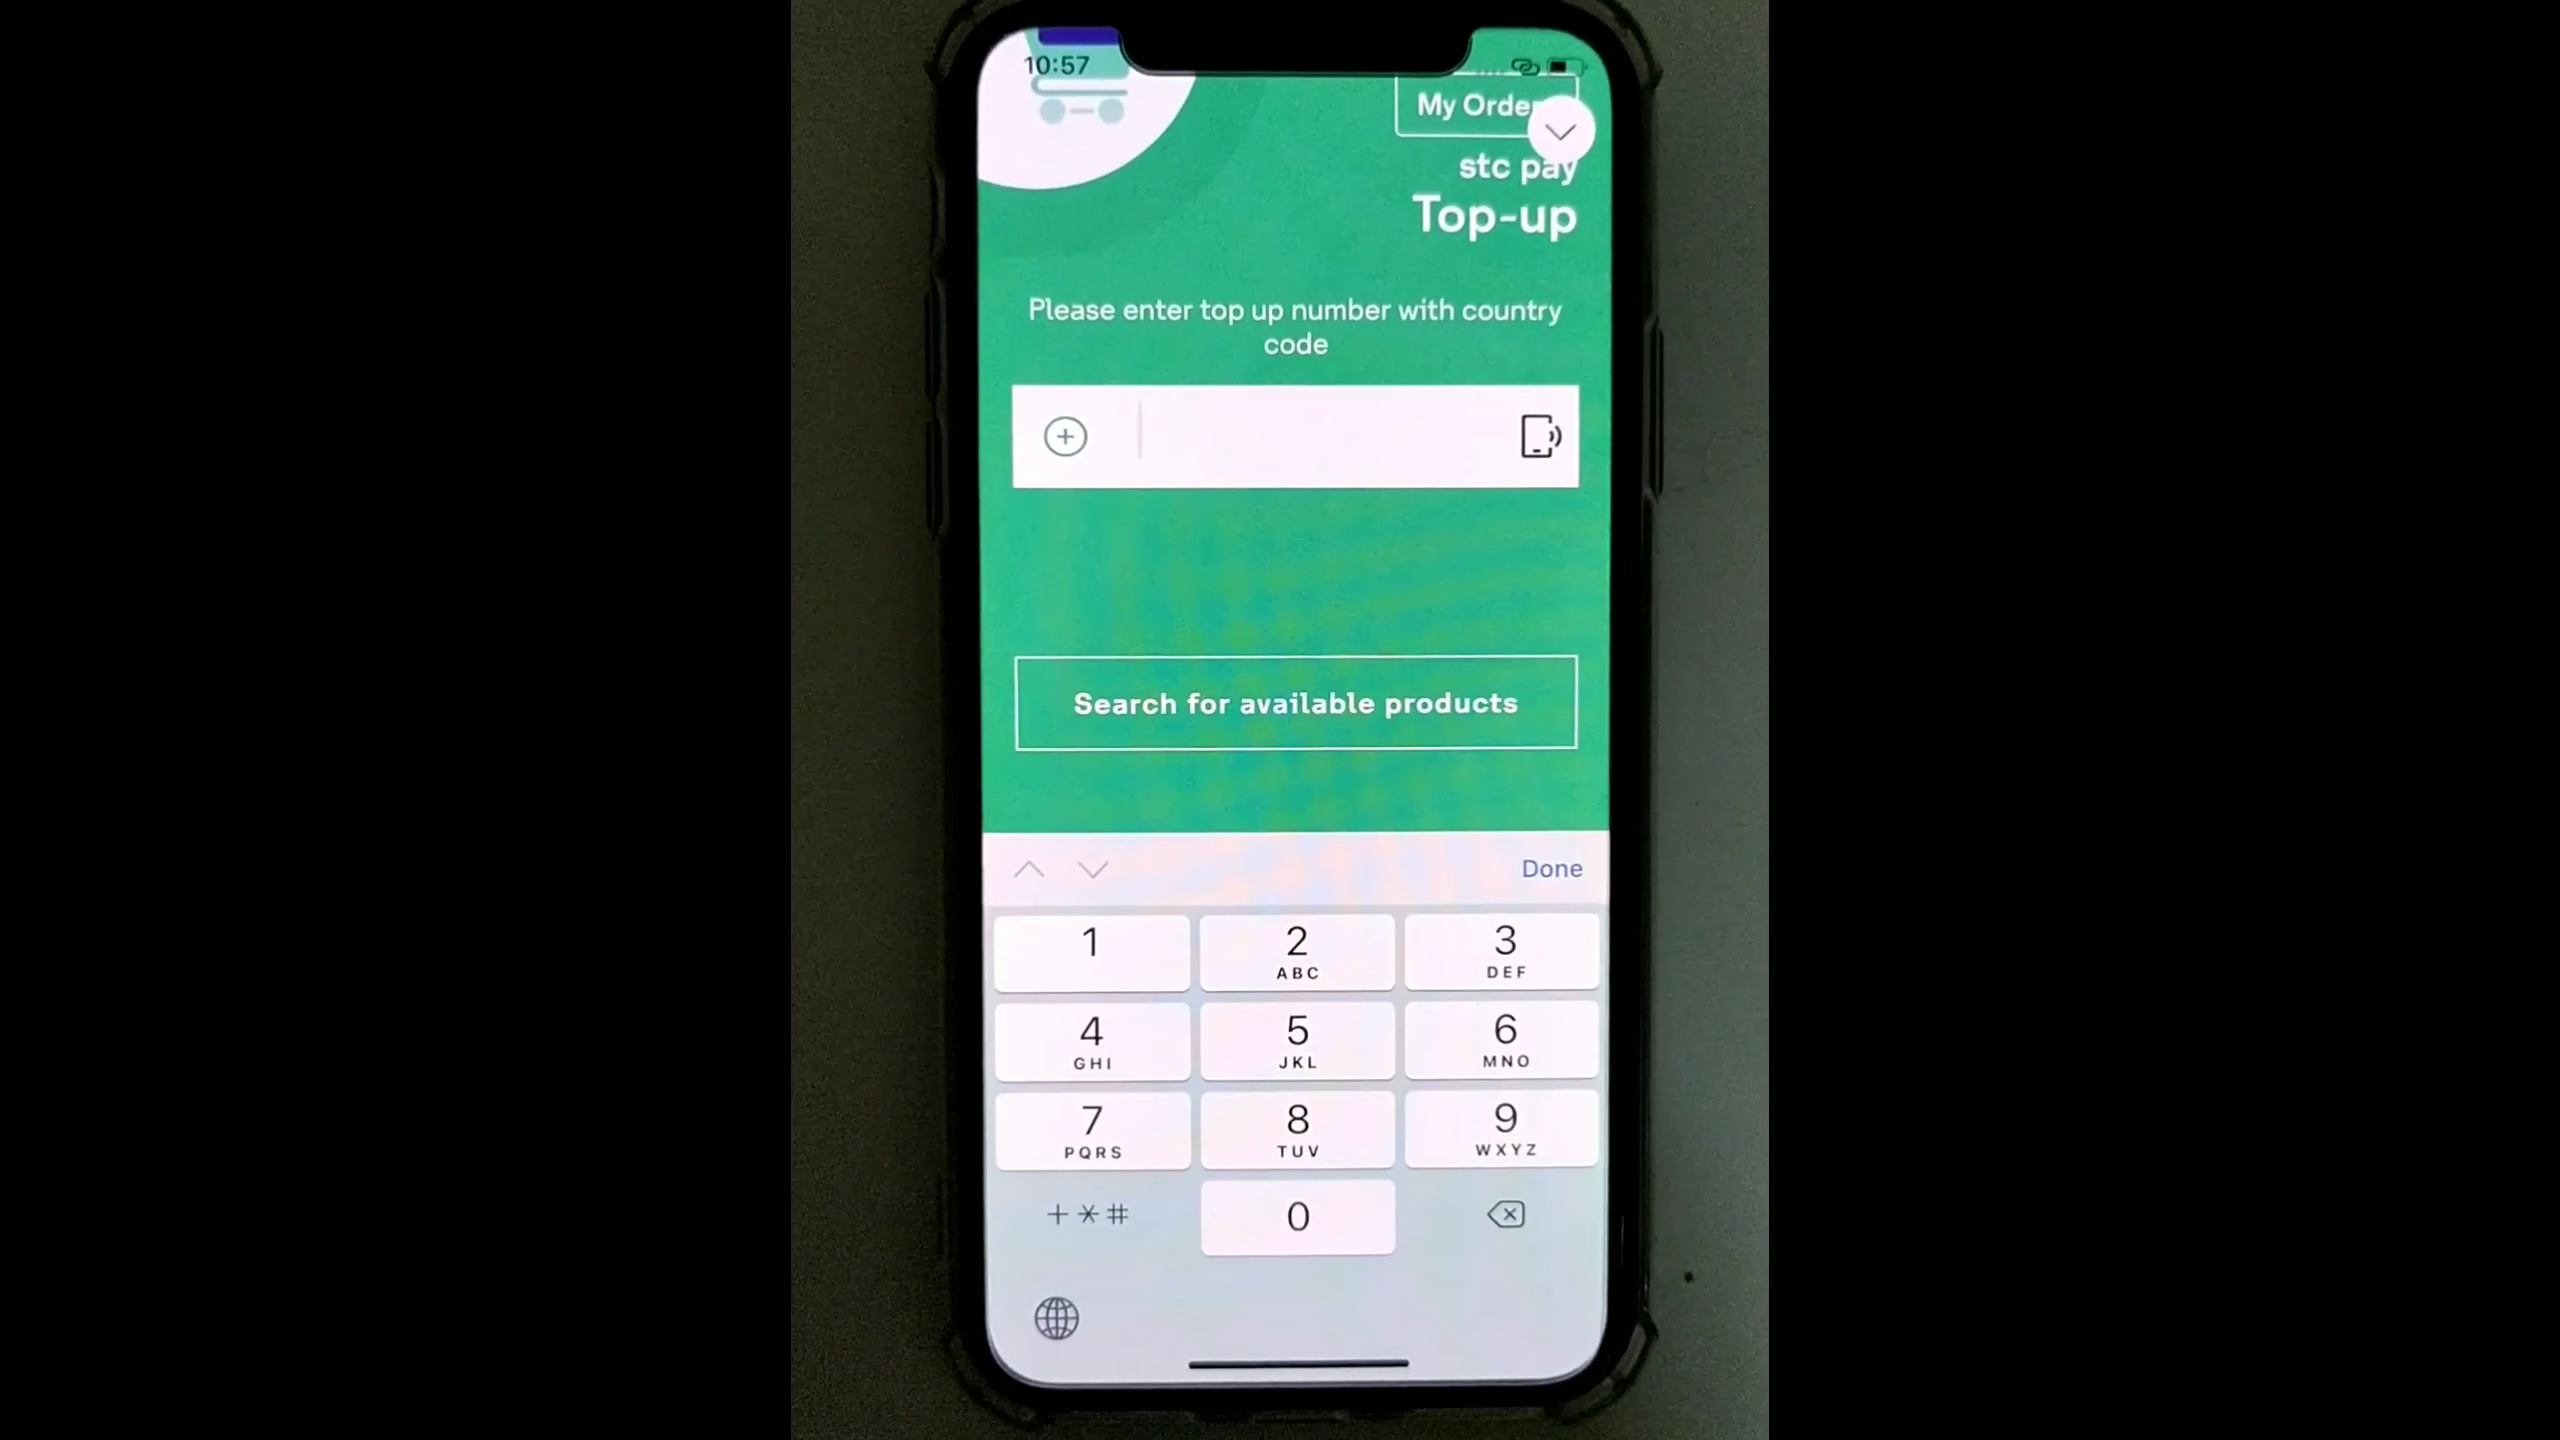 10:57
My Orde
stc pay
Top-up
Please enter top up number with country
code
Search for available products
Done
1
2
ABC
3
DEF
4
GHI
5
JKL
6
MNO
7
PQRS
8
TUV
9
WXYZ
+*#
0